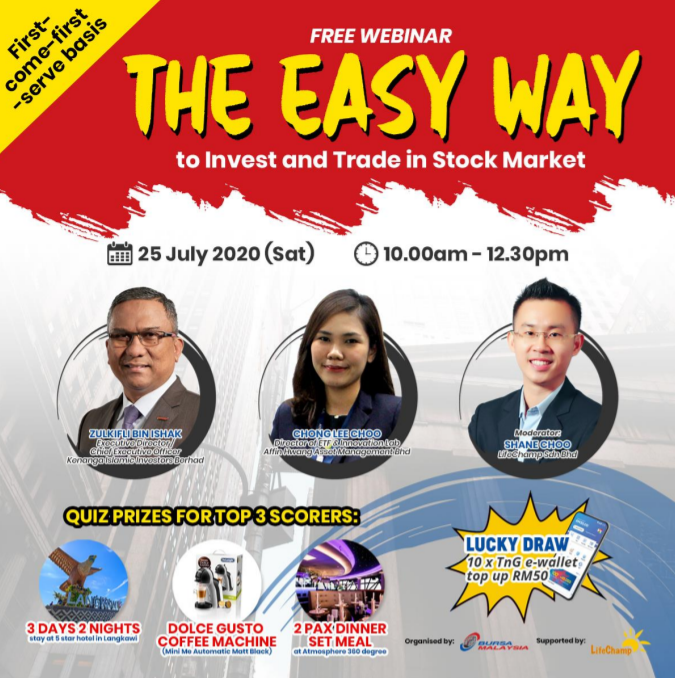 First-
come-first
-serve basis
FREE WEBINAR
THE EASY WAY
to Invest and Trade in Stock Market
25 July 2020 (Sat)
10.00am - 12.30pm
ZULKIFLI BIN ISHAK
Executive Director/
Chief Executive Officer
Kenanga Islamic Investors Berhad
CHONG LEE CHOO
Director of ETF & Innovation Lab
Affin Hwang Asset Management Bhd
Moderator:
SHANE CHOO
LifeChamp Sdn Bhd
QUIZ PRIZES FOR TOP 3 SCORERS:
3 DAYS 2 NIGHTS
stay at 5 star hotel in Langkawi
DOLCE GUSTO
COFFEE MACHINE
(Mini Me Automatic Matt Black)
2 PAX DINNER
SET MEAL
at Atmosphere 360 degree
LUCKY DRAW
10 x TnG e-wallet
top up RM50
Organised by:
BURSA
MALAYSIA
Supported by:
LifeChamp